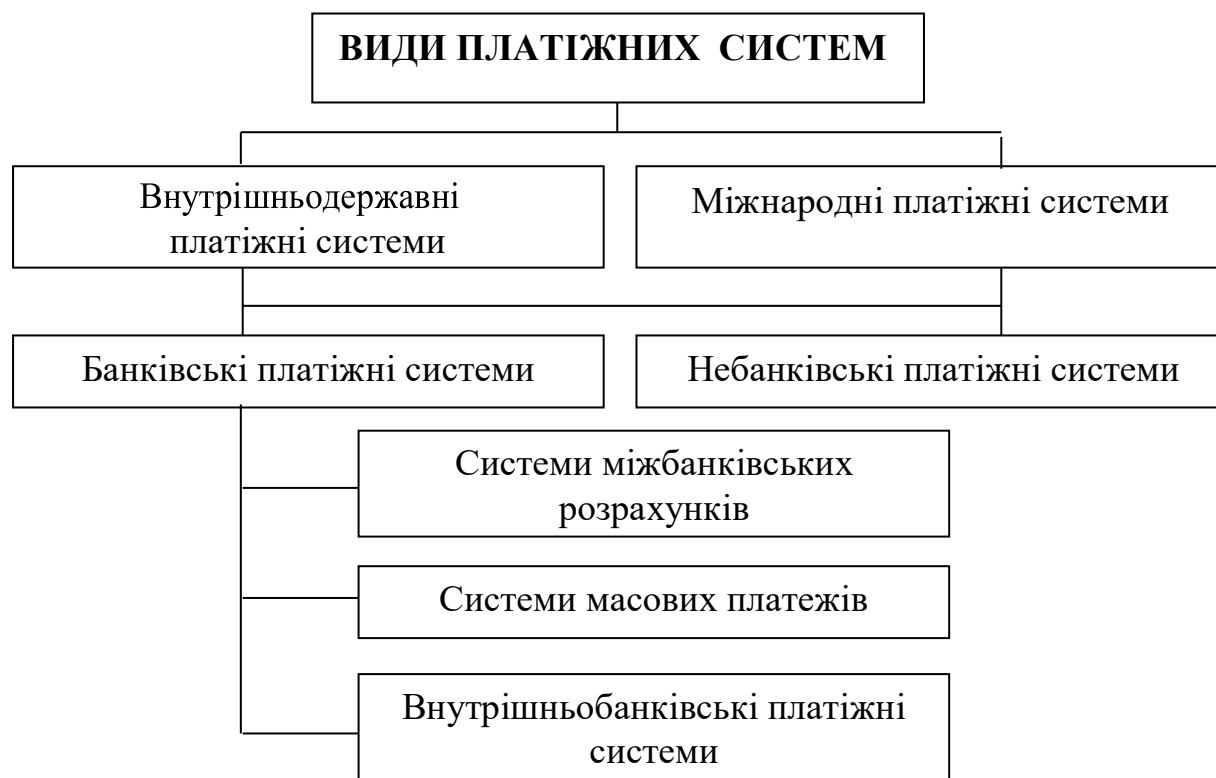 ВИДИ ПЛАТІЖНИХ СИСТЕМ
Внутрішньодержавні
платіжні системи
Міжнародні платіжні системи
Банківські платіжні системи
Небанківські платіжні системи
Системи міжбанківських
розрахунків
Системи масових платежів
Внутрішньобанківські платіжні
системи